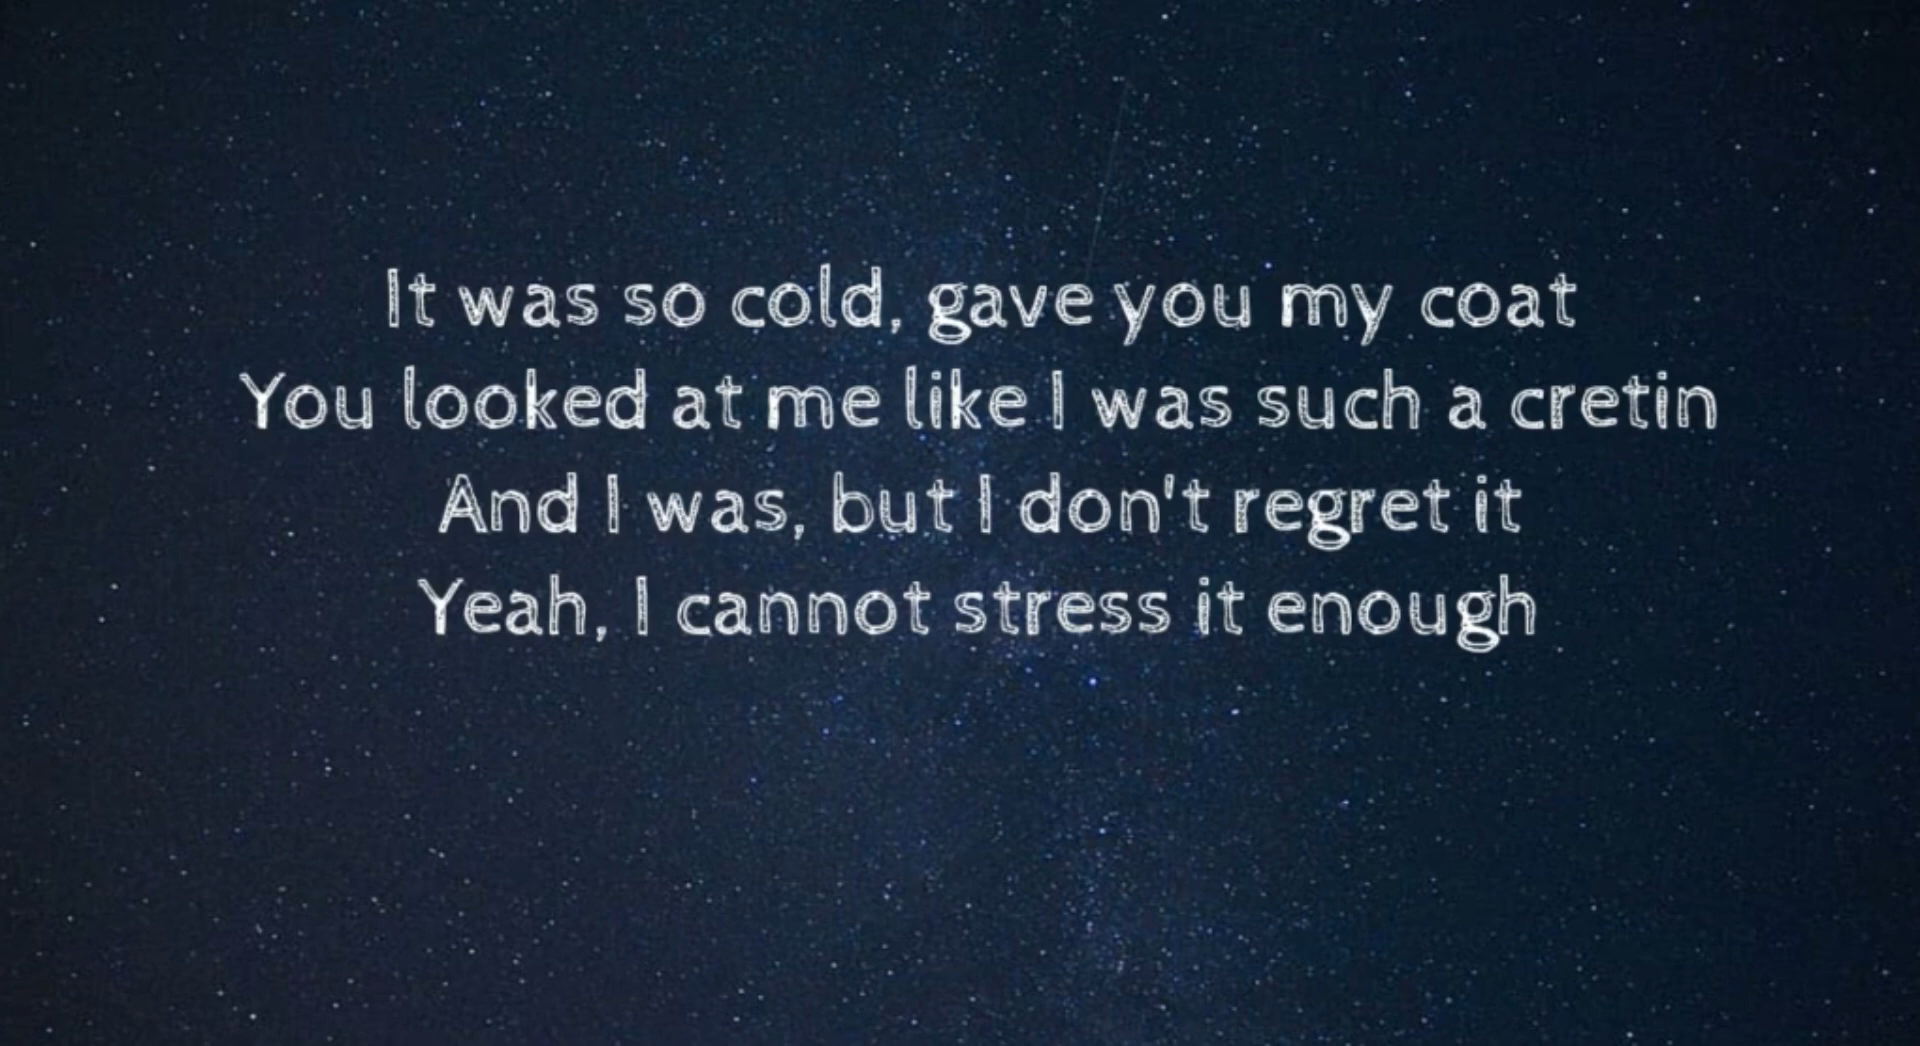 It was so cold, gave you my coat
You looked at me like I was such a cretin
And I was, but I don't regret it
Yeah, I cannot stress it enough